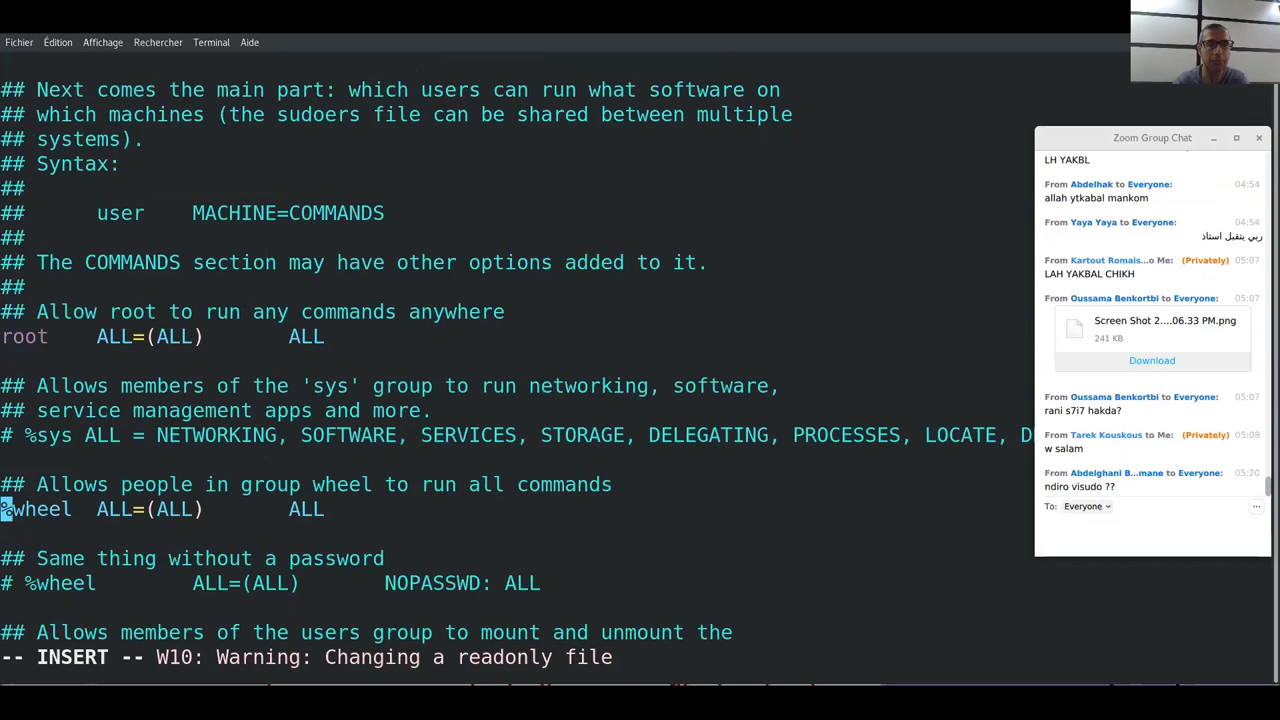 Fichier Édition Affichage Rechercher Terminal Aide
## Next comes the main part: which users can run what software on
## which machines (the sudoers file can be shared between multiple
## systems).
## Syntax:
##
## user MACHINE=COMMANDS
##
## The COMMANDS section may have other options added to it.
##
## Allow root to run any commands anywhere
root ALL=(ALL) ALL
## Allows members of the 'sys' group to run networking, software,
## service management apps and more.
# %sys ALL = NETWORKING, SOFTWARE, SERVICES, STORAGE, DELEGATING, PROCESSES, LOCATE,
## Allows people in group wheel to run all commands
%wheel ALL=(ALL) ALL
## Same thing without a password
# %wheel ALL=(ALL) NOPASSWD: ALL
## Allows members of the users group to mount and unmount the
-- INSERT -- W10: Warning: Changing a readonly file
Zoom Group Chat
LH YAKBL
From Abdelhak to Everyone: 04:54
allah ytkabal mankom
From Yaya Yaya to Everyone: 04:54
ربي يتقبل استاذ
From Kartout Romais...o Me: (Privately) 05:07
LAH YAKBAL CHIKH
From Oussama Benkortbi to Everyone: 05:07
Screen Shot 2....06.33 PM.png
241 KB
Download
From Oussama Benkortbi to Everyone: 05:07
rani s7i7 hakda?
From Tarek Kouskous to Me: (Privately) 05:08
w salam
From Abdelghani B...mane to Everyone: 05:20
ndiro visudo ??
To: Everyone